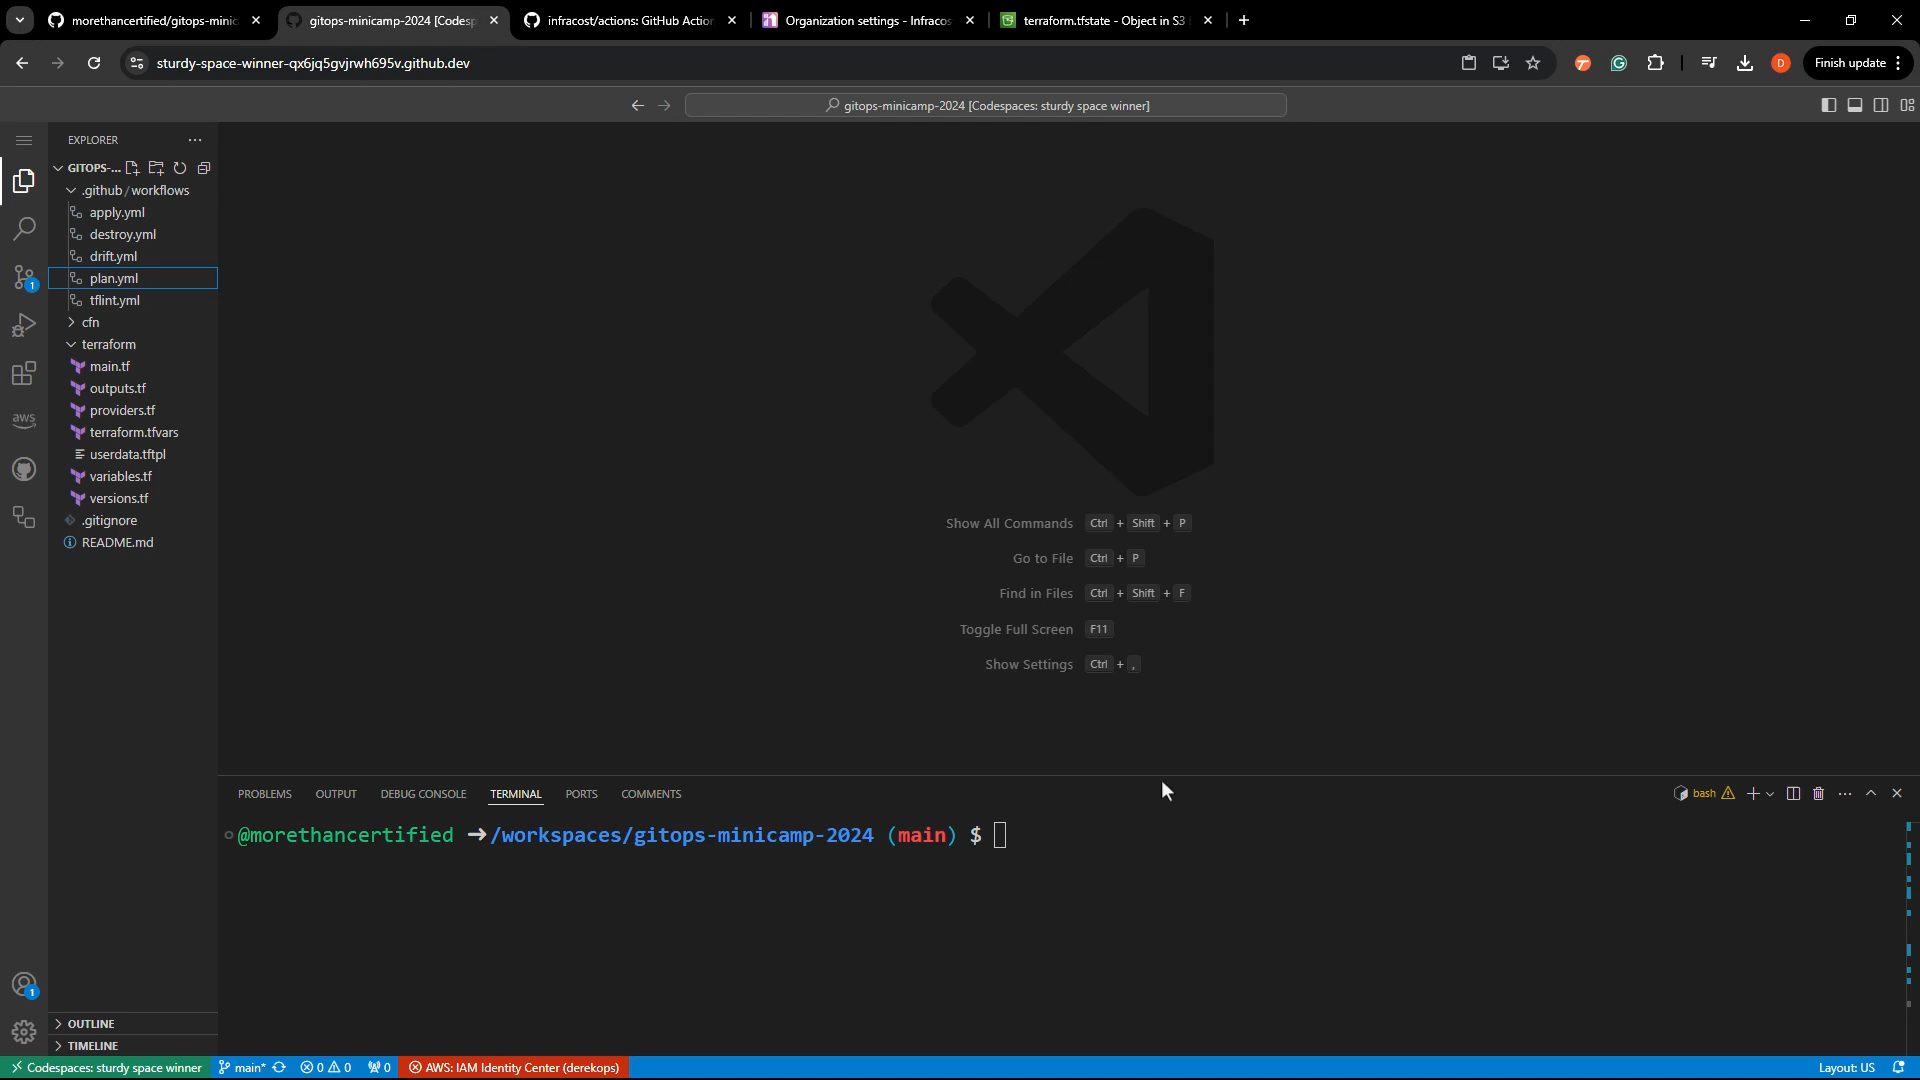 morethancertified/gitops-minic
gitops-minicamp-2024 [Codesp
infracost/actions: GitHub Action
Organization settings - Infracos
terraform.tfstate - Object in S3
sturdy-space-winner-qx6jq5gvjrwh695v.github.dev
D
Finish update
gitops-minicamp-2024 [Codespaces: sturdy space winner]
EXPLORER
GITOPS-...
.github / workflows
apply.yml
destroy.yml
drift.yml
plan.yml
tflint.yml
cfn
terraform
main.tf
outputs.tf
providers.tf
terraform.tfvars
userdata.tftpl
variables.tf
versions.tf
.gitignore
README.md
1
aws
1
OUTLINE
TIMELINE
Show All Commands Ctrl + Shift + P
Go to File Ctrl + P
Find in Files Ctrl + Shift + F
Toggle Full Screen F11
Show Settings Ctrl + ,
PROBLEMS OUTPUT DEBUG CONSOLE TERMINAL PORTS COMMENTS
bash
@morethancertified ➜ /workspaces/gitops-minicamp-2024 (main) $
Codespaces: sturdy space winner main* 0 0 0 AWS: IAM Identity Center (derekops) Layout: US